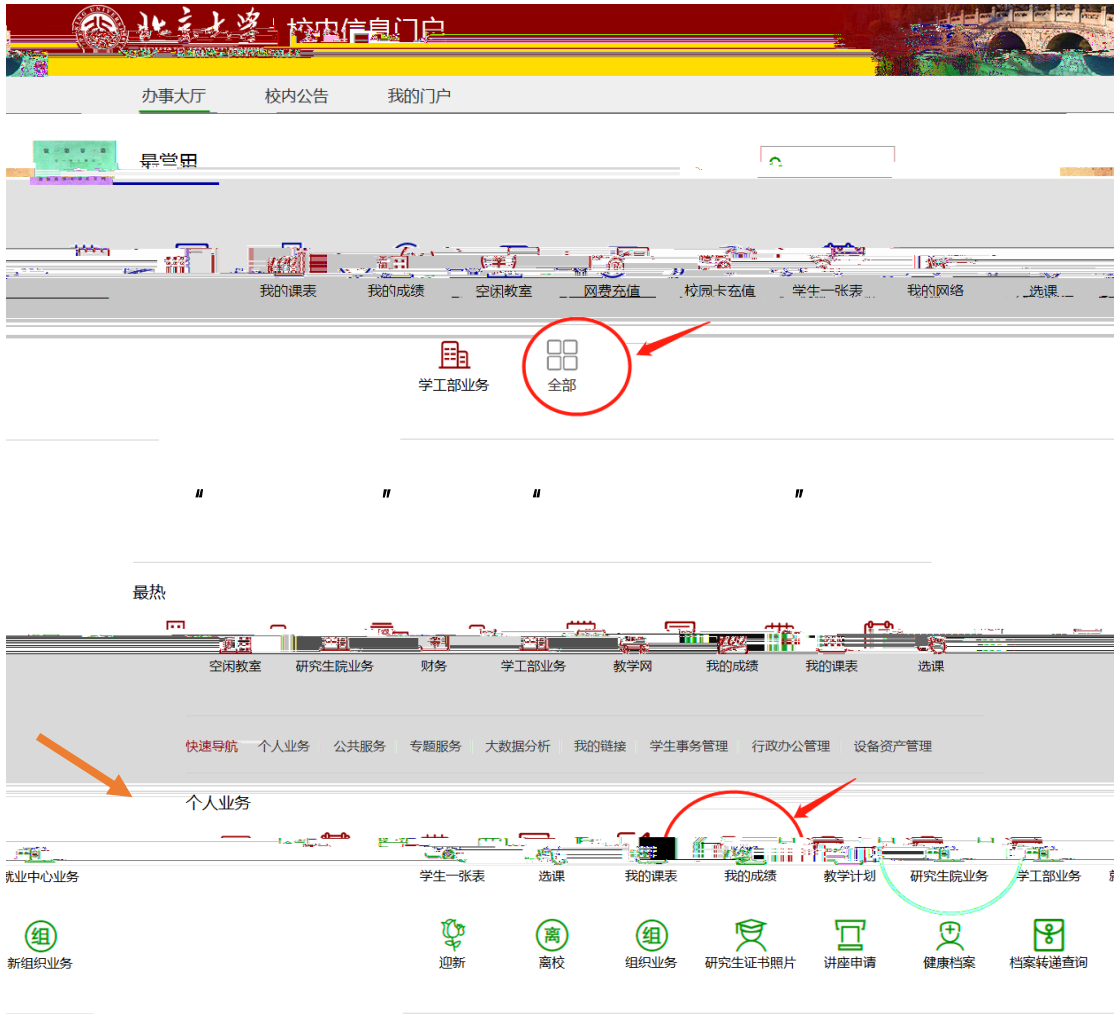 北京大学 校内信息门户
办事大厅 校内公告 我的门户
最常用
我的课表 我的成绩 空闲教室 网费充值 校园卡充值 学生一张表 我的网络 选课
学工部业务 全部
“ ” “ ”
最热
空闲教室 研究生院业务 财务 学工部业务 教学网 我的成绩 我的课表 选课
快速导航 个人业务 公共服务 专题服务 大数据分析 我的链接 学生事务管理 行政办公管理 设备资产管理
个人业务
就业中心业务 学生一张表 选课 我的课表 我的成绩 教学计划 研究生院业务 学工部业务
组 离 组
新组织业务 迎新 离校 组织业务 研究生证书照片 讲座申请 健康档案 档案转递查询